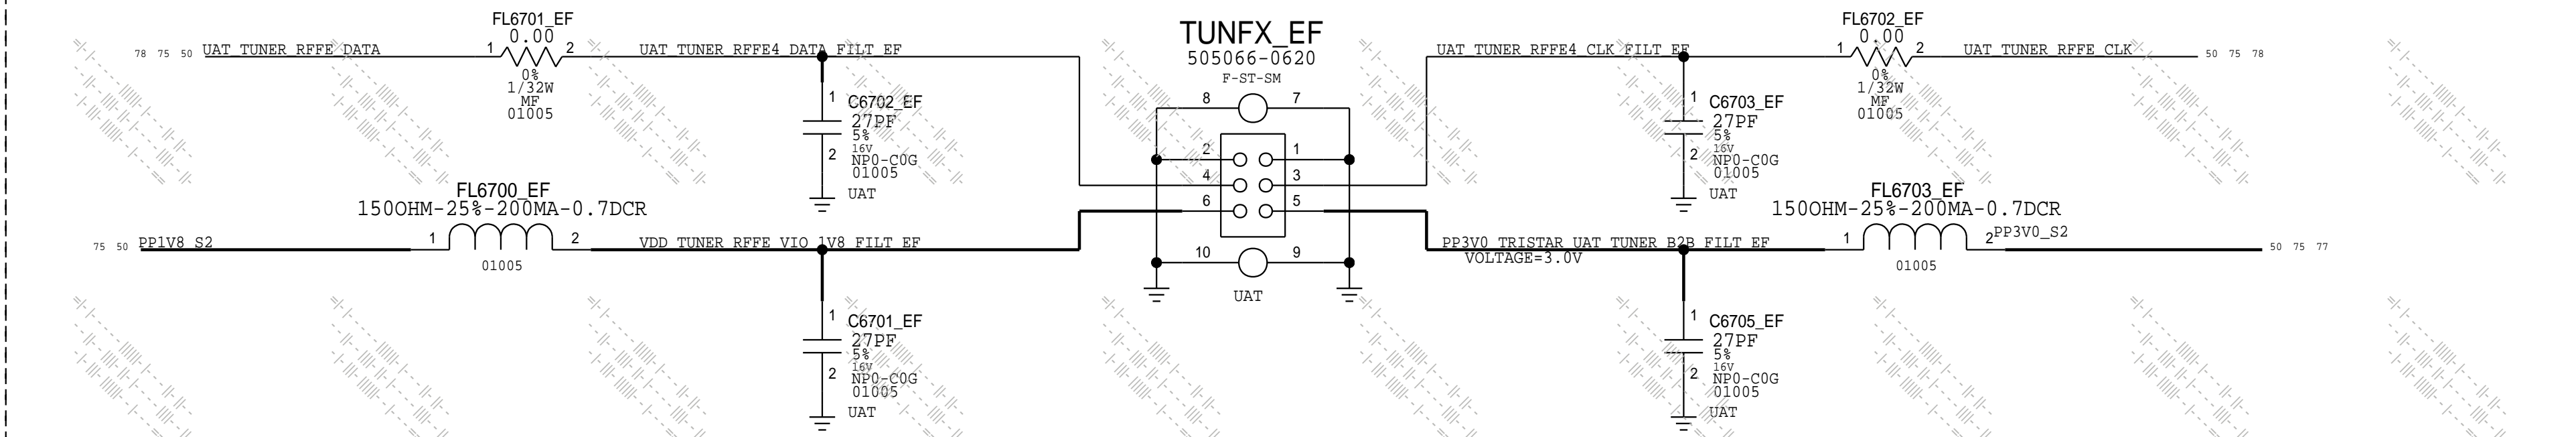 FL6701_EF
0.00
78 75 50 UAT_TUNER_RFFE_DATA 1 2 UAT_TUNER_RFFE4_DATA_FILT_EF
0%
1/32W
MF
01005
1 C6702_EF
27PF
5%
16V
2 NP0-C0G
01005
UAT
FL6700_EF
150OHM-25%-200MA-0.7DCR
75 50 PP1V8_S2 1 2 VDD_TUNER_RFFE_VIO_1V8_FILT_EF
01005
1 C6701_EF
27PF
5%
16V
2 NP0-C0G
01005
UAT
TUNFX_EF
505066-0620
F-ST-SM
8 7
2 1
4 3
6 5
10 9
UAT
FL6702_EF
0.00
UAT_TUNER_RFFE4_CLK_FILT_EF 1 2 UAT_TUNER_RFFE_CLK 50 75 78
0%
1/32W
MF
01005
1 C6703_EF
27PF
5%
16V
2 NP0-C0G
01005
UAT
FL6703_EF
150OHM-25%-200MA-0.7DCR
PP3V0_TRISTAR_UAT_TUNER_B2B_FILT_EF 1 2 PP3V0_S2 50 75 77
VOLTAGE=3.0V
01005
1 C6705_EF
27PF
5%
16V
2 NP0-C0G
01005
UAT